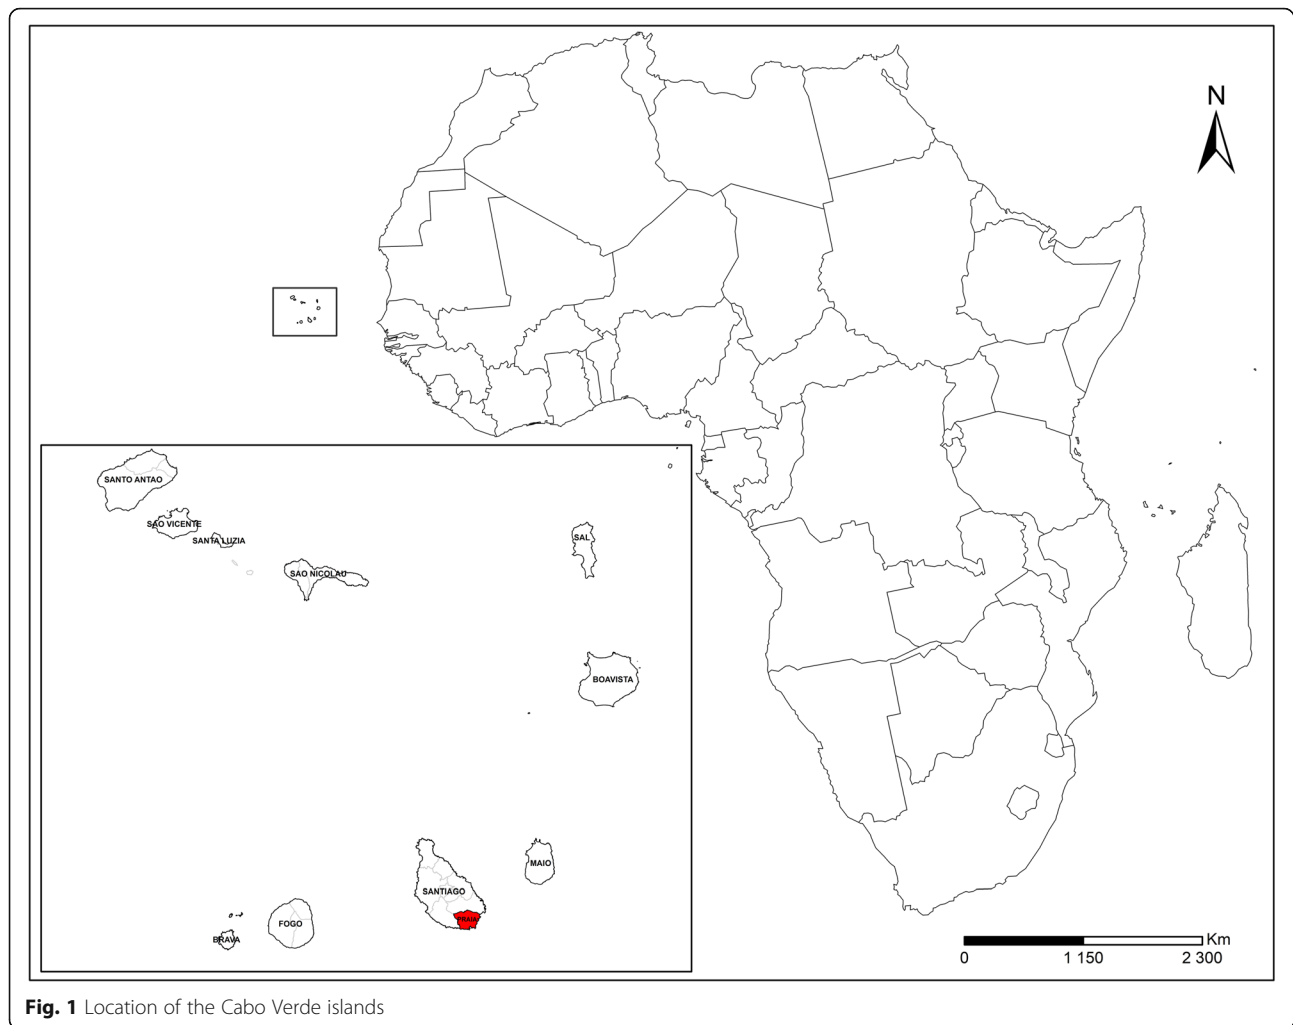 N
SANTO ANTAO
SAO VICENTE
SANTA LUZIA
SAL
SAO NICOLAU
BOAVISTA
MAIO
SANTIAGO
PRAIA
FOGO
BRAVA
Km
0 1 150 2 300
Fig. 1 Location of the Cabo Verde islands